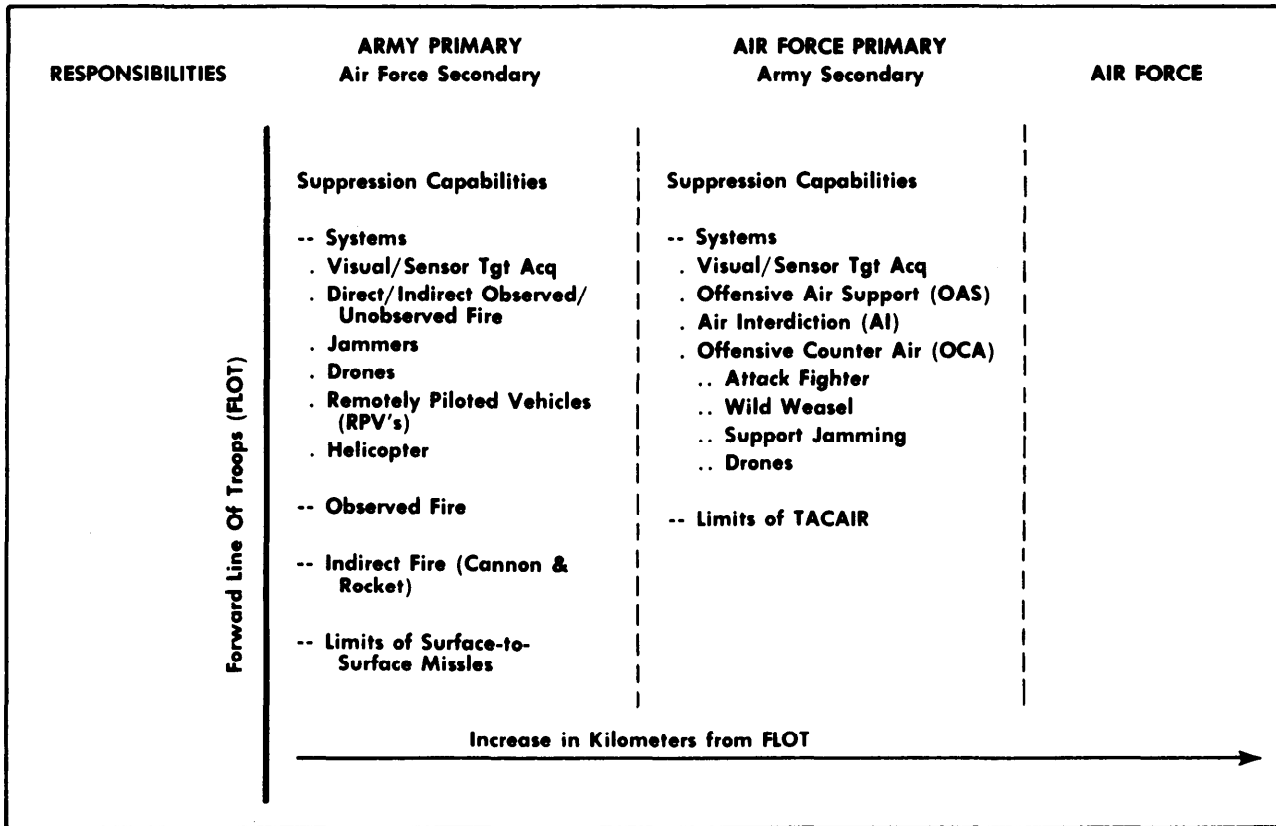 RESPONSIBILITIES
ARMY PRIMARY
Air Force Secondary
AIR FORCE PRIMARY
Army Secondary
AIR FORCE
Forward Line Of Troops (FLOT)
Suppression Capabilities
-- Systems
. Visual/Sensor Tgt Acq
. Direct/Indirect Observed/
Unobserved Fire
. Jammers
. Drones
. Remotely Piloted Vehicles
(RPV's)
. Helicopter
-- Observed Fire
-- Indirect Fire (Cannon &
Rocket)
-- Limits of Surface-to-
Surface Missles
Suppression Capabilities
-- Systems
. Visual/Sensor Tgt Acq
. Offensive Air Support (OAS)
. Air Interdiction (AI)
. Offensive Counter Air (OCA)
.. Attack Fighter
.. Wild Weasel
.. Support Jamming
.. Drones
-- Limits of TACAIR
Increase in Kilometers from FLOT